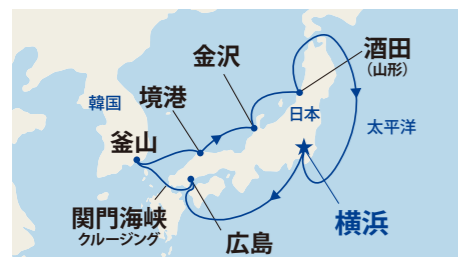 酒田
(山形)
金沢
境港
韓国
日本
太平洋
釜山
関門海峡
クルージング
広島
横浜